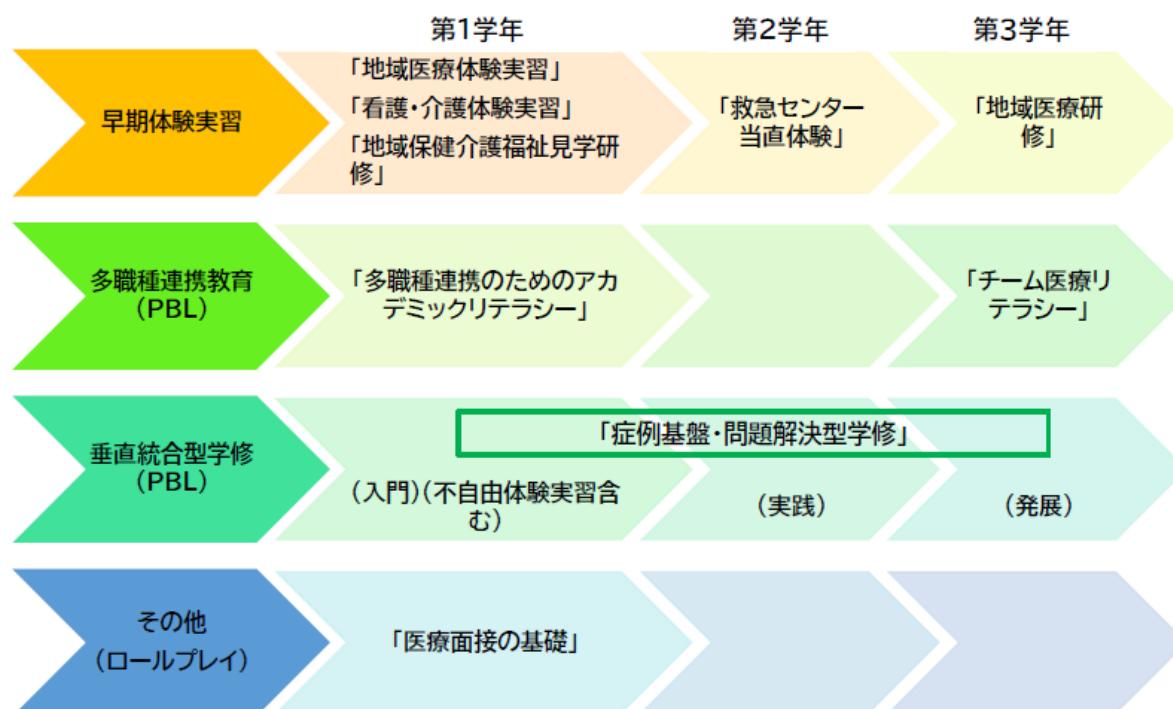 第1学年
第2学年
第3学年
早期体験実習
「地域医療体験実習」
「看護・介護体験実習」
「地域保健介護福祉見学研
修」
「救急センター
当直体験」
「地域医療研
修」
多職種連携教育
(PBL)
「多職種連携のためのアカ
デミックリテラシー」
「チーム医療リ
テラシー」
垂直統合型学修
(PBL)
「症例基盤・問題解決型学修」
(入門)(不自由体験実習含
む)
(実践)
(発展)
その他
(ロールプレイ)
「医療面接の基礎」